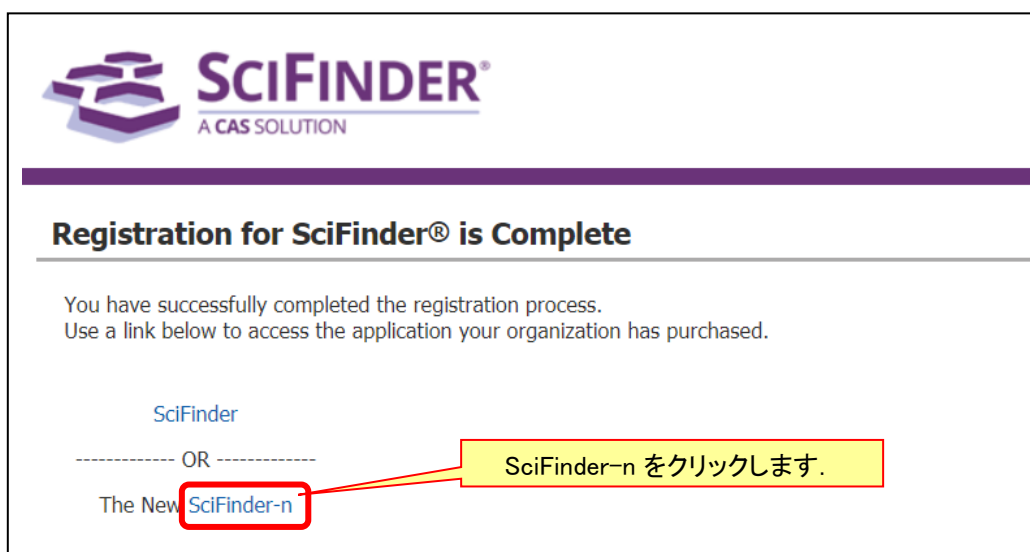 SCIFINDER®
A CAS SOLUTION
Registration for SciFinder® is Complete
You have successfully completed the registration process.
Use a link below to access the application your organization has purchased.
SciFinder
------------- OR -------------
SciFinder-n をクリックします.
The New SciFinder-n